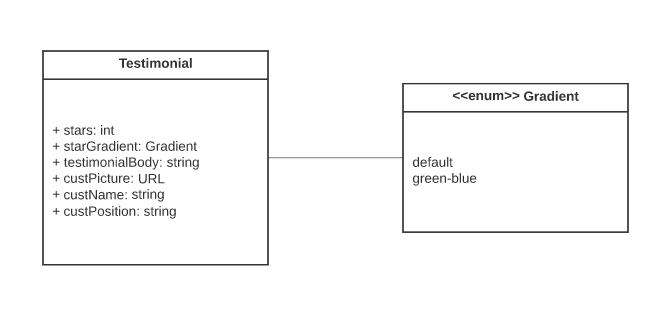 Testimonial
+ stars: int
+ starGradient: Gradient
+ testimonialBody: string
+ custPicture: URL
+ custName: string
+ custPosition: string
<<enum>> Gradient
default
green-blue